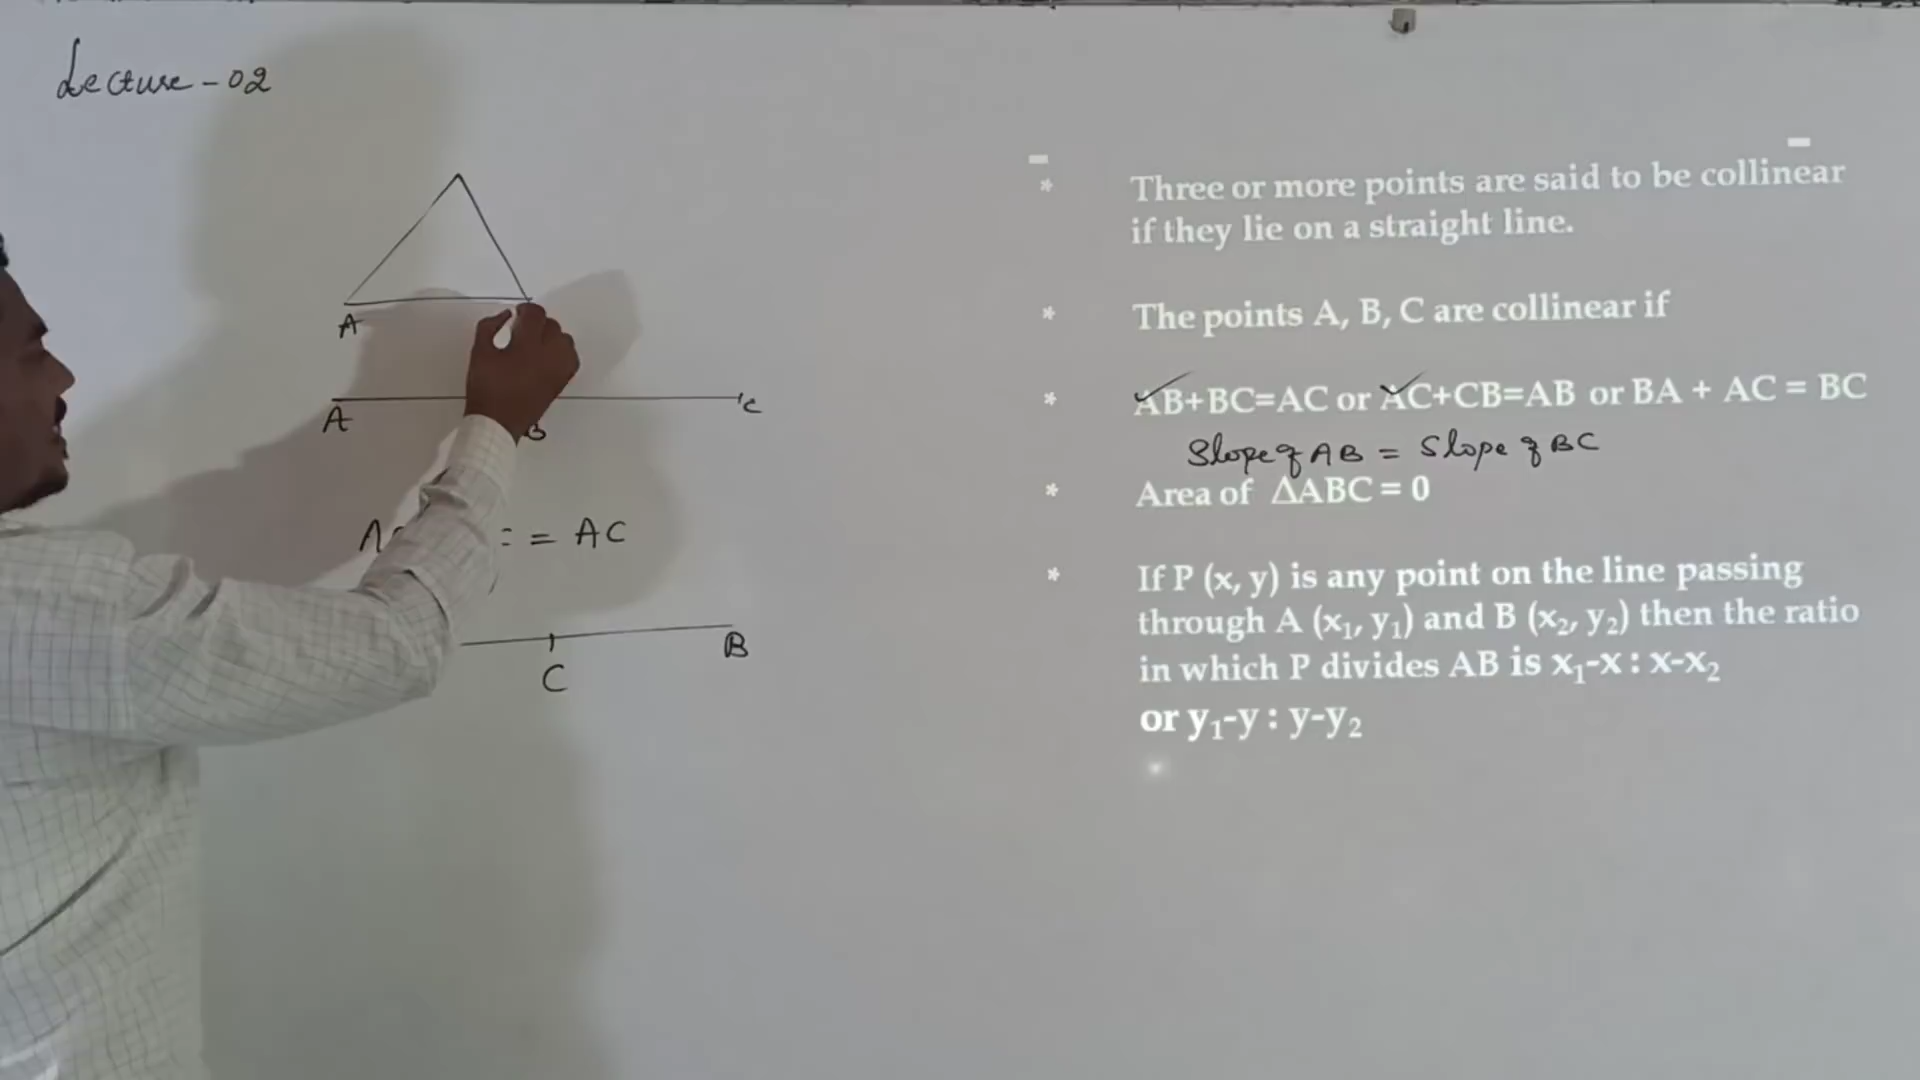 Lecture - 02
A
A
B
C
= AC
C
B
* Three or more points are said to be collinear
if they lie on a straight line.
* The points A, B, C are collinear if
* AB+BC=AC or AC+CB=AB or BA + AC = BC
Slope of AB = Slope of BC
* Area of ΔABC = 0
* If P (x, y) is any point on the line passing
through A (x₁, y₁) and B (x₂, y₂) then the ratio
in which P divides AB is x₁-x : x-x₂
or y₁-y : y-y₂